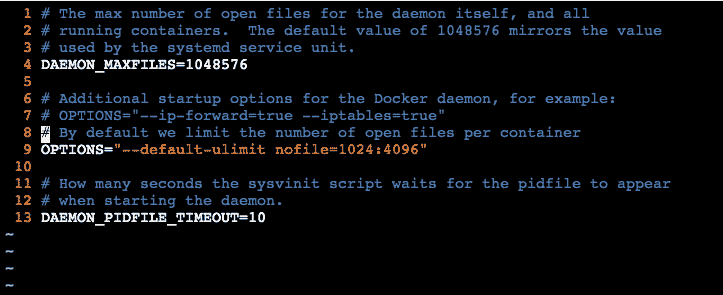 1 # The max number of open files for the daemon itself, and all
2 # running containers.  The default value of 1048576 mirrors the value
3 # used by the systemd service unit.
4 DAEMON_MAXFILES=1048576
5
6 # Additional startup options for the Docker daemon, for example:
7 # OPTIONS="--ip-forward=true --iptables=true"
8 # By default we limit the number of open files per container
9 OPTIONS="--default-ulimit nofile=1024:4096"
10
11 # How many seconds the sysvinit script waits for the pidfile to appear
12 # when starting the daemon.
13 DAEMON_PIDFILE_TIMEOUT=10
~
~
~
~